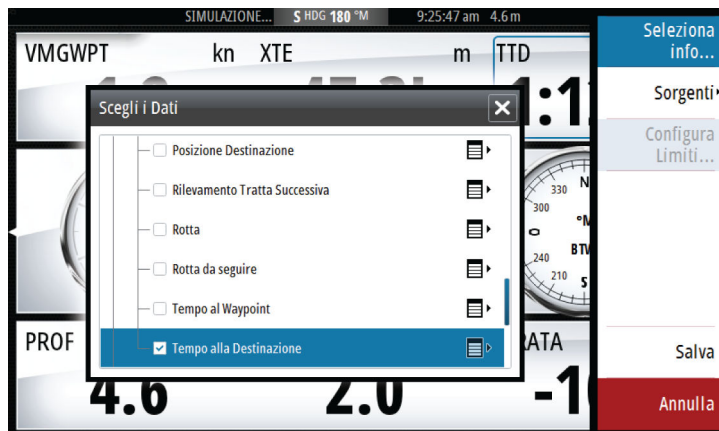 SIMULAZIONE... S HDG 180 °M 9:25:47 am 4.6 m
VMGWPT kn XTE m TTD
Seleziona
info...
Sorgenti
Configura
Limiti...
Scegli i Dati
Posizione Destinazione
Rilevamento Tratta Successiva
Rotta
Rotta da seguire
Tempo al Waypoint
Tempo alla Destinazione
330 N
300
°M
240
210 S
PROF
4.6 2.0
Salva
Annulla